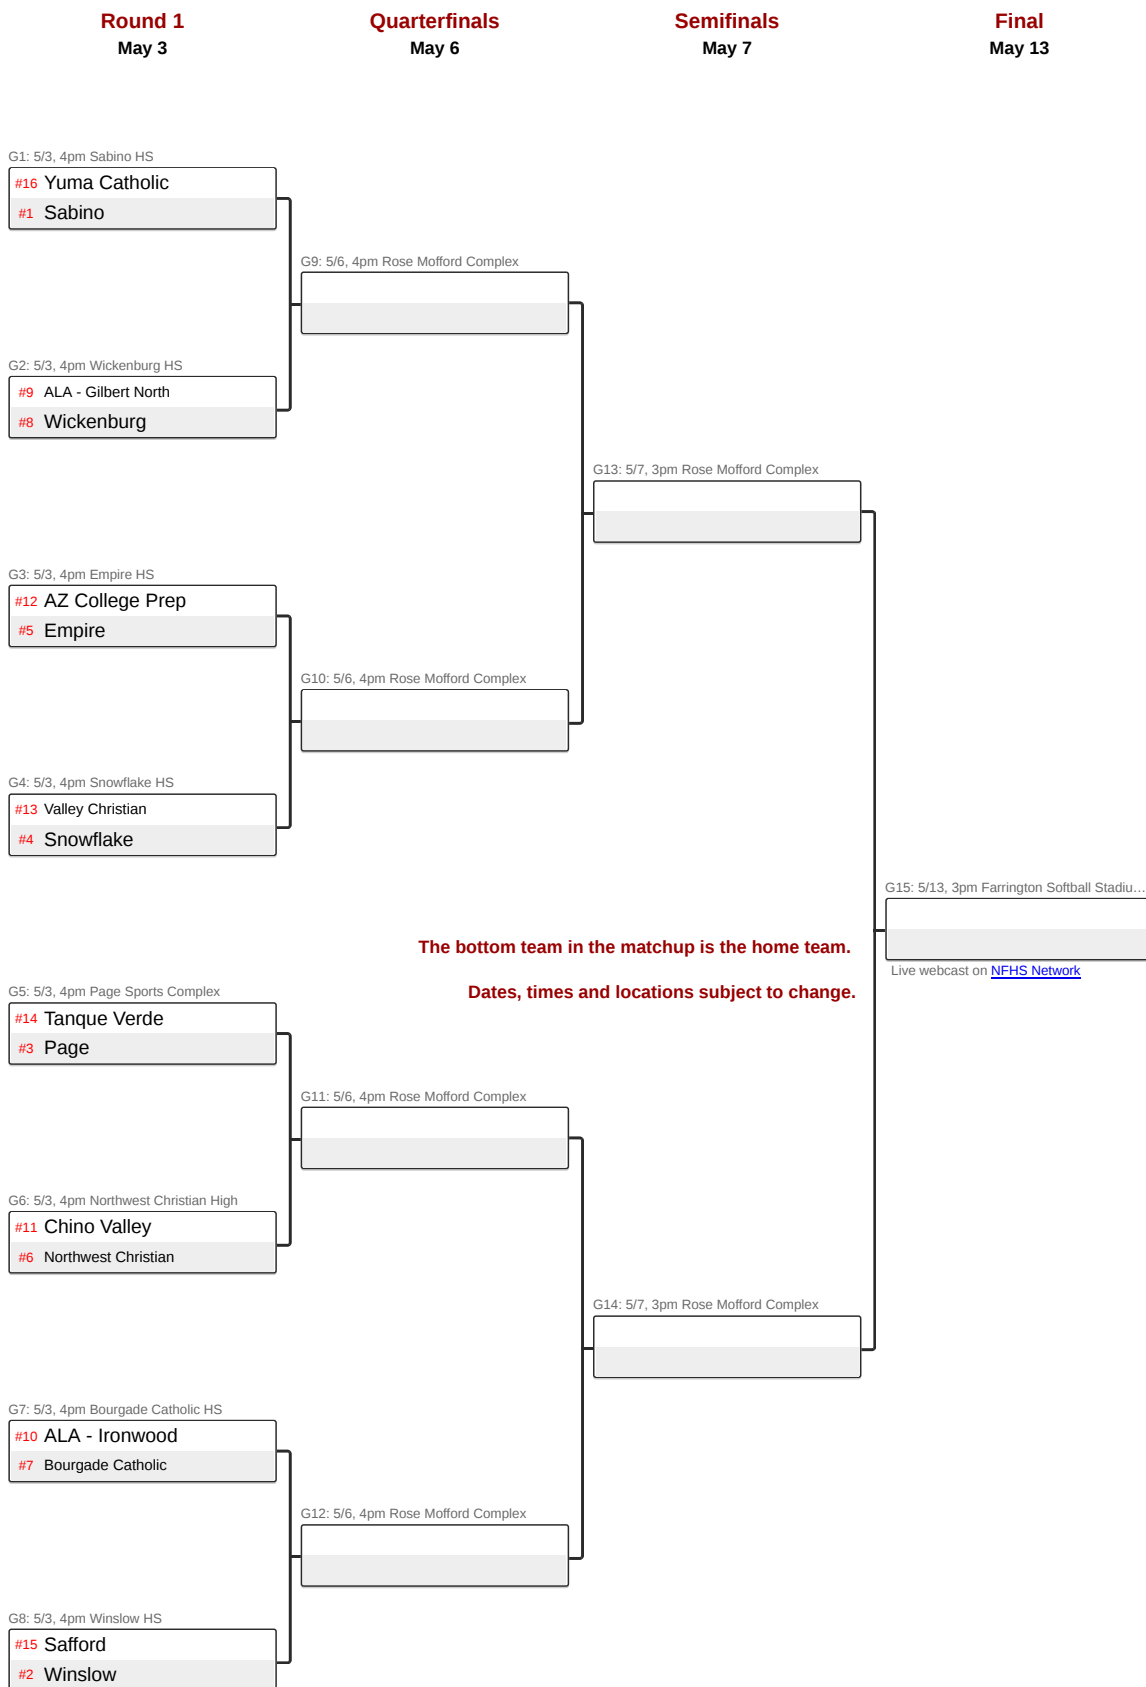 Round 1
May 3
Quarterfinals
May 6
Semifinals
May 7
Final
May 13
G1: 5/3, 4pm Sabino HS
#16 Yuma Catholic
#1 Sabino
G9: 5/6, 4pm Rose Mofford Complex
G2: 5/3, 4pm Wickenburg HS
#9 ALA - Gilbert North
#8 Wickenburg
G13: 5/7, 3pm Rose Mofford Complex
G3: 5/3, 4pm Empire HS
#12 AZ College Prep
#5 Empire
G10: 5/6, 4pm Rose Mofford Complex
G4: 5/3, 4pm Snowflake HS
#13 Valley Christian
#4 Snowflake
G15: 5/13, 3pm Farrington Softball Stadiu...
The bottom team in the matchup is the home team.
Live webcast on NFHS Network
Dates, times and locations subject to change.
G5: 5/3, 4pm Page Sports Complex
#14 Tanque Verde
#3 Page
G11: 5/6, 4pm Rose Mofford Complex
G6: 5/3, 4pm Northwest Christian High
#11 Chino Valley
#6 Northwest Christian
G14: 5/7, 3pm Rose Mofford Complex
G7: 5/3, 4pm Bourgade Catholic HS
#10 ALA - Ironwood
#7 Bourgade Catholic
G12: 5/6, 4pm Rose Mofford Complex
G8: 5/3, 4pm Winslow HS
#15 Safford
#2 Winslow